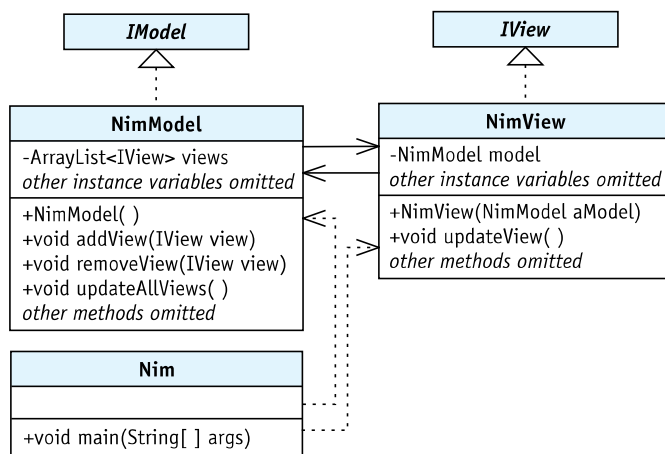 IModel
IView
NimModel
-ArrayList<IView> views
other instance variables omitted
+NimModel( )
+void addView(IView view)
+void removeView(IView view)
+void updateAllViews( )
other methods omitted
NimView
-NimModel model
other instance variables omitted
+NimView(NimModel aModel)
+void updateView( )
other methods omitted
Nim
+void main(String[ ] args)